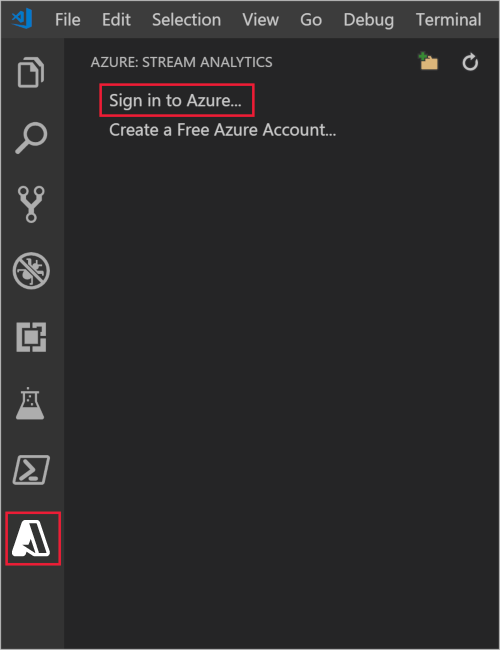 File Edit Selection View Go Debug Terminal
AZURE: STREAM ANALYTICS
Sign in to Azure...
Create a Free Azure Account...